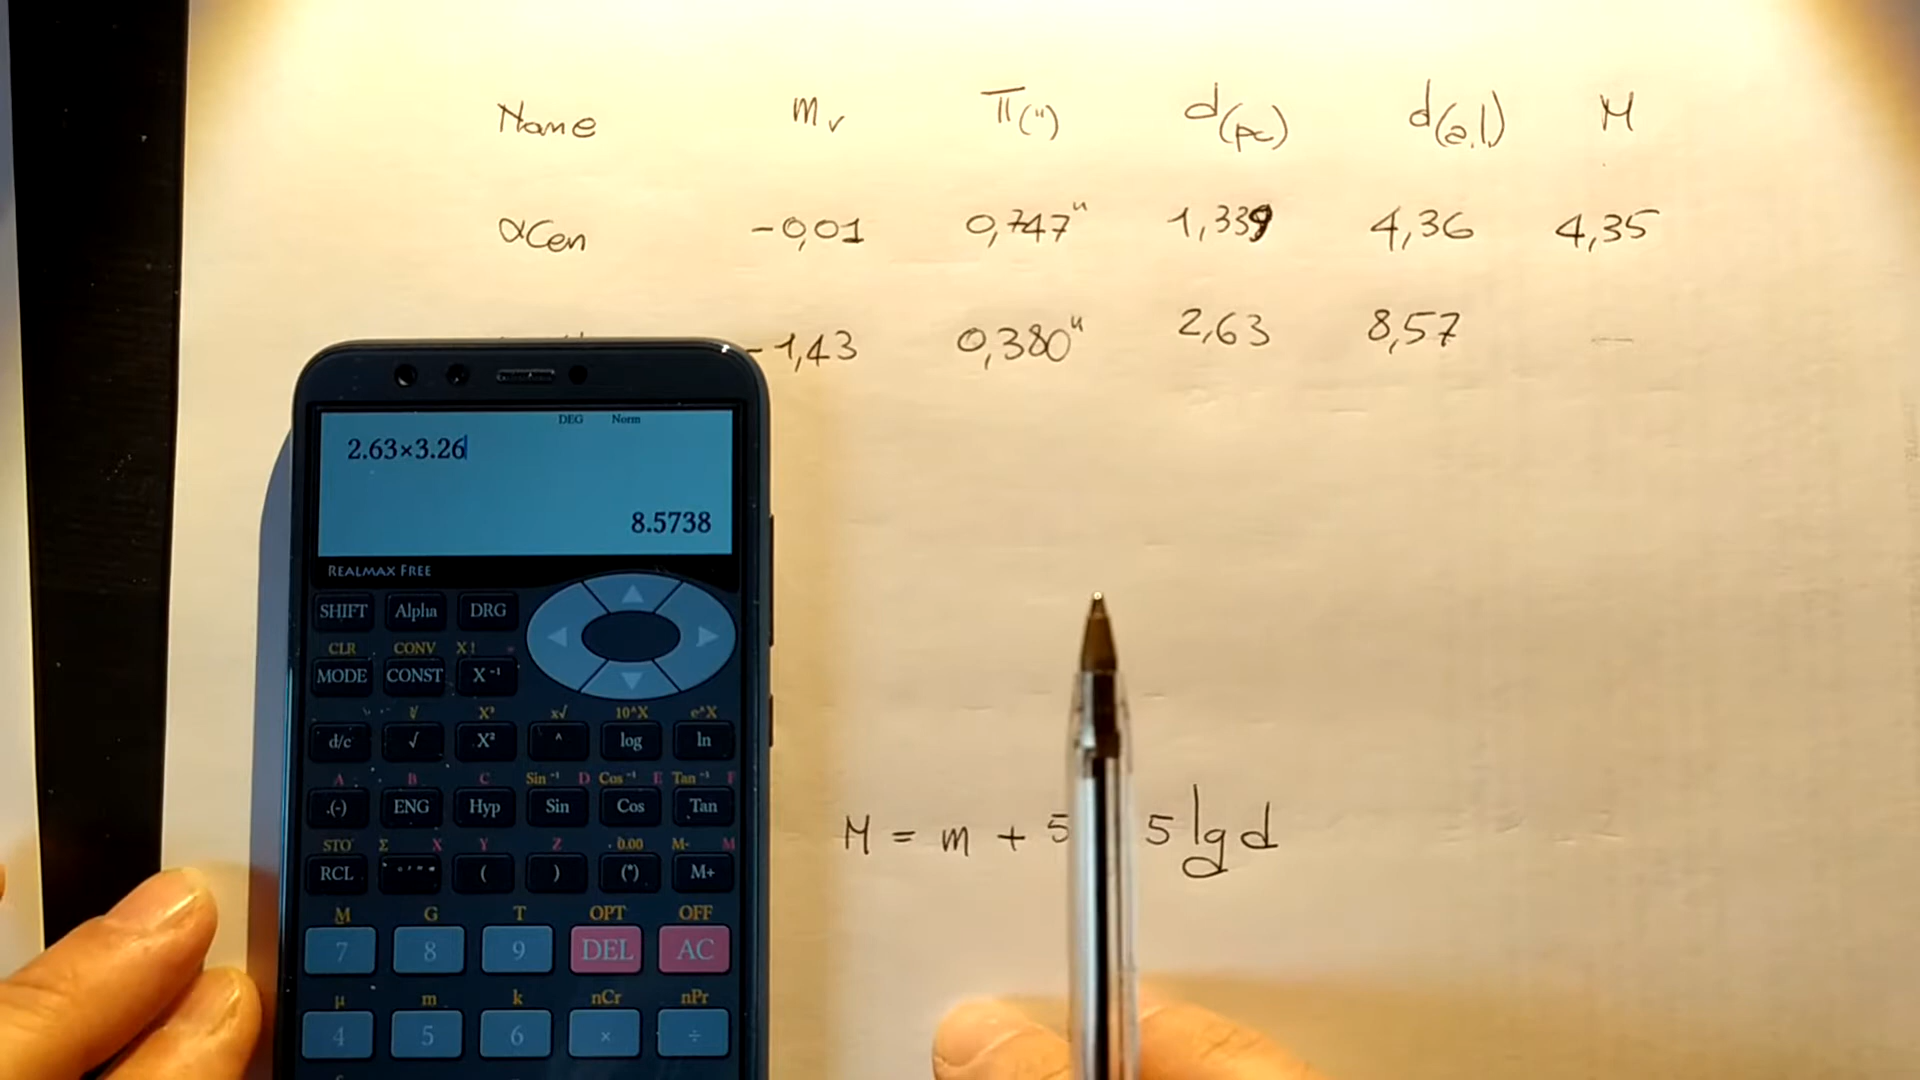 Name mv π(") d(pc) d(a.l.) M
αCen -0,01 0,747" 1,339 4,36 4,35
-1,43 0,380" 2,63 8,57 —
DEG Norm
2.63×3.26
8.5738
REALMAX FREE
SHIFT Alpha DRG
CLR CONV X!
MODE CONST X⁻¹
∛ X³ x√ 10^X e^X
d/c √ X² ^ log ln
A B C Sin⁻¹ D Cos⁻¹ E Tan⁻¹ F
.(-) ENG Hyp Sin Cos Tan
STO Σ X Y Z 0.00 M- M
RCL ° ' " ( ) (*) M+
M G T OPT OFF
7 8 9 DEL AC
μ m k nCr nPr
4 5 6 × ÷
M = m + 5 5 lg d